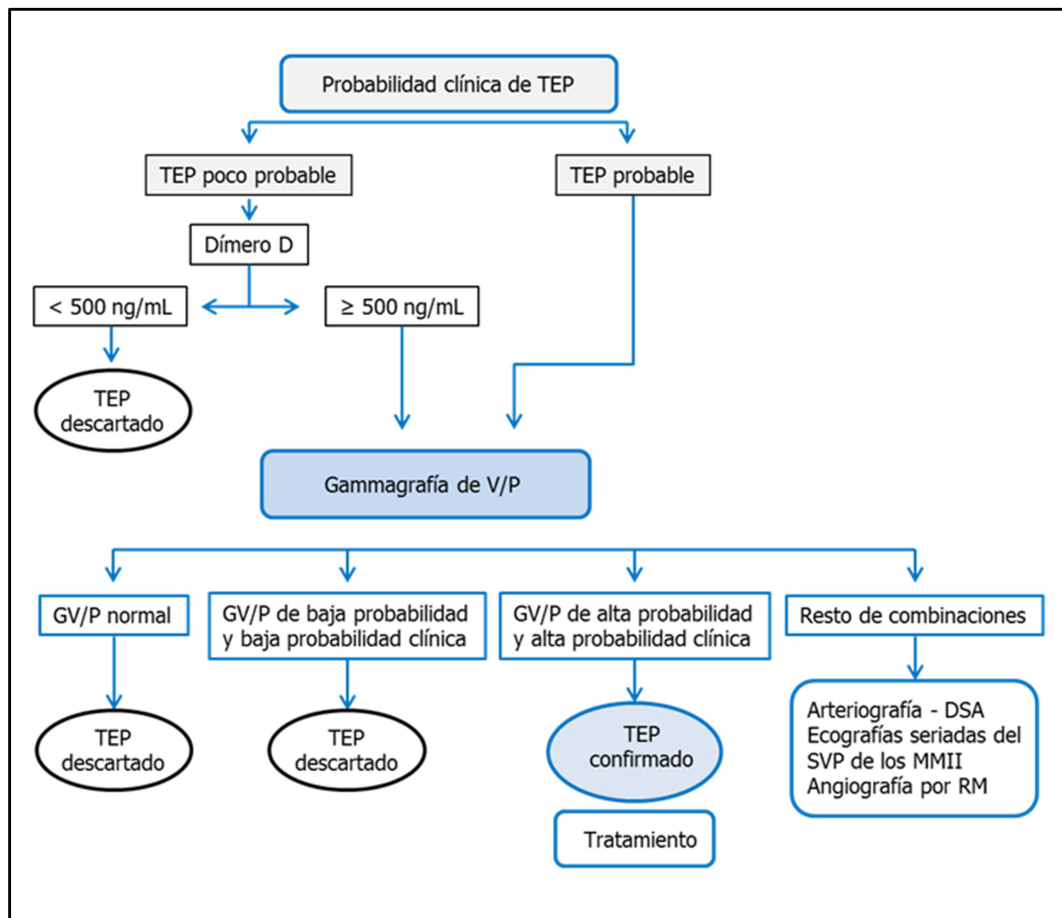 Probabilidad clínica de TEP
TEP poco probable
TEP probable
Dímero D
< 500 ng/mL
≥ 500 ng/mL
TEP
descartado
Gammagrafía de V/P
GV/P normal
GV/P de baja probabilidad
y baja probabilidad clínica
GV/P de alta probabilidad
y alta probabilidad clínica
Resto de combinaciones
TEP
descartado
TEP
descartado
TEP
confirmado
Arteriografía - DSA
Ecografías seriadas del
SVP de los MMII
Angiografía por RM
Tratamiento